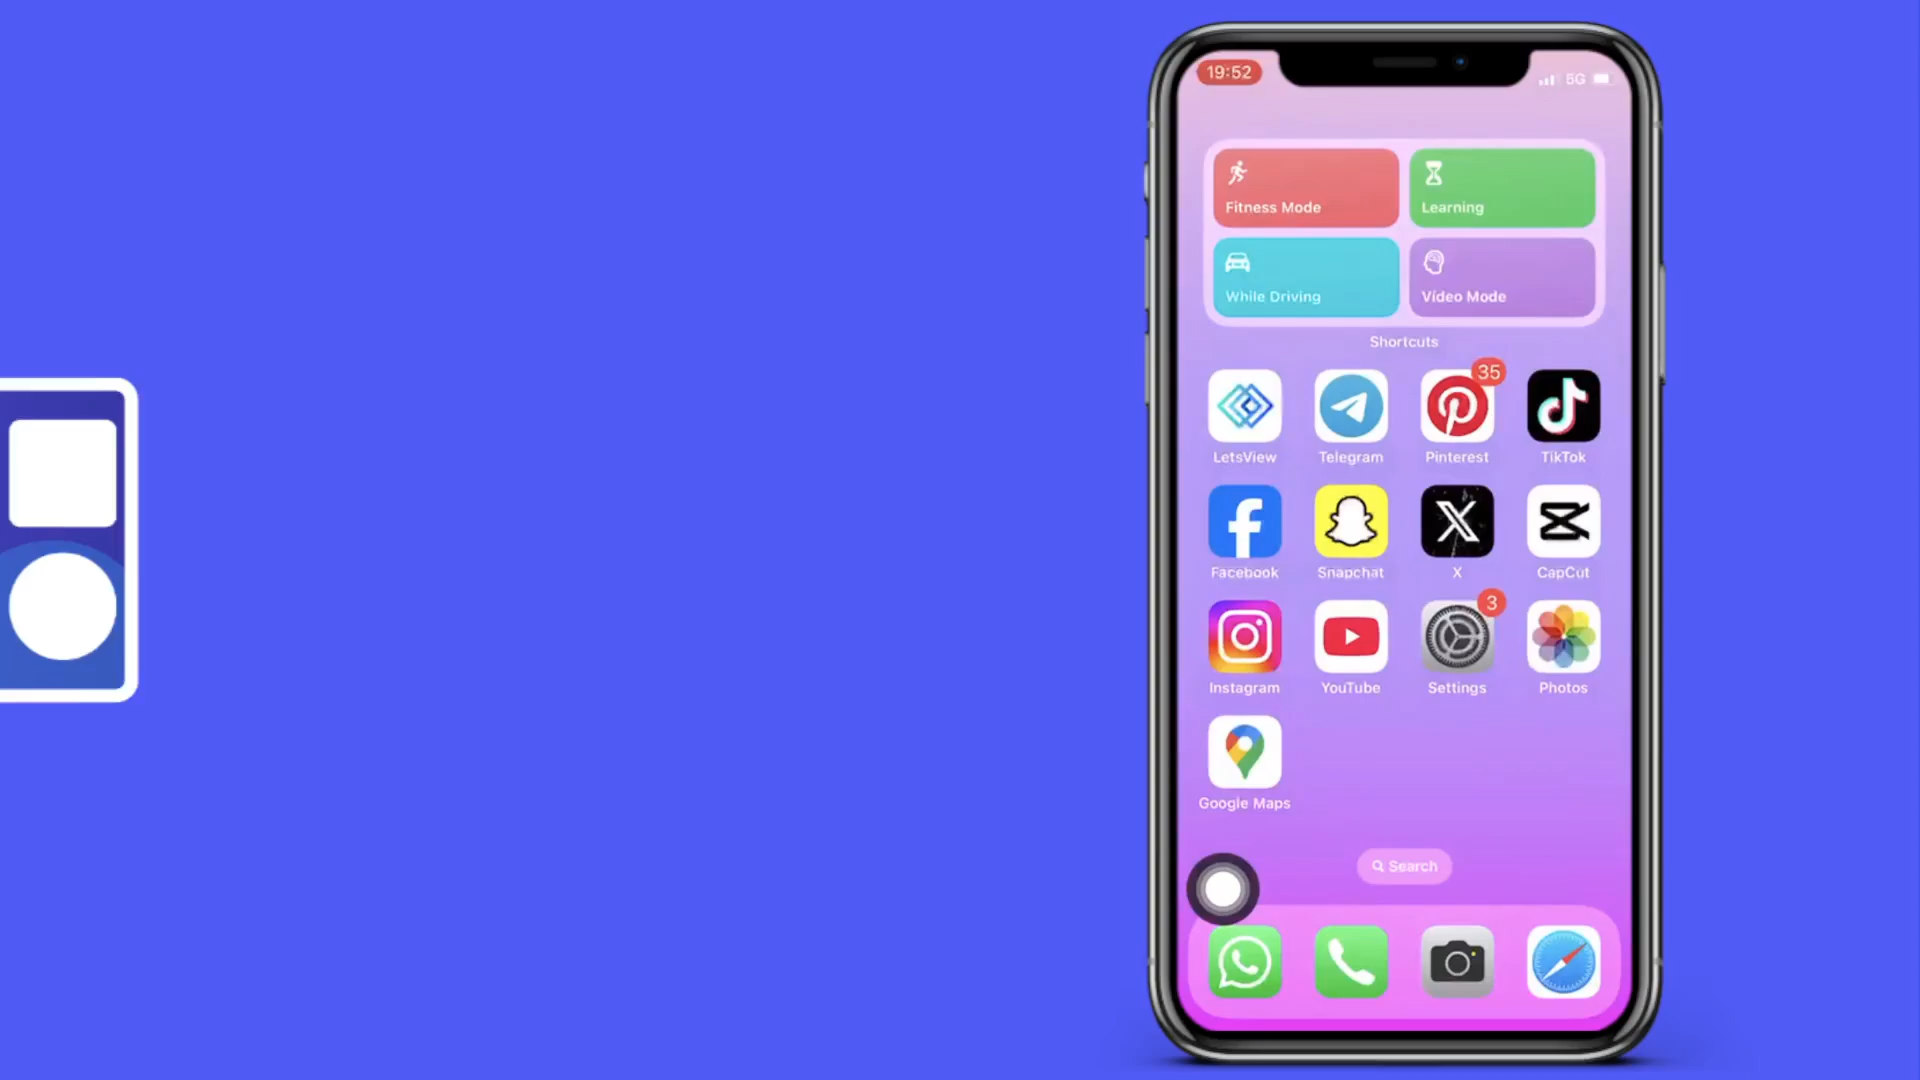 19:52
5G
Fitness Mode
Learning
While Driving
Vídeo Mode
Shortcuts
35
LetsView
Telegram
Pinterest
TikTok
Facebook
Snapchat
X
CapCut
3
Instagram
YouTube
Settings
Photos
Google Maps
Search